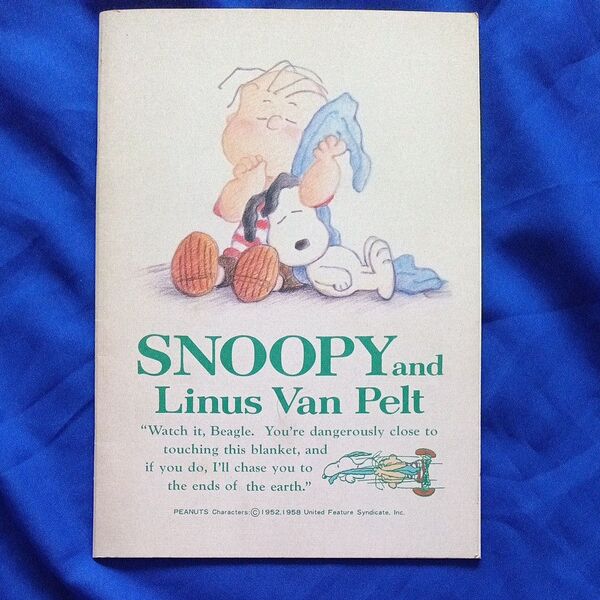 SNOOPY and
Linus Van Pelt
“Watch it, Beagle. You're dangerously close to
touching this blanket, and
if you do, I'll chase you to
the ends of the earth.”
PEANUTS Characters:Ⓒ1952,1958 United Feature Syndicate, Inc.